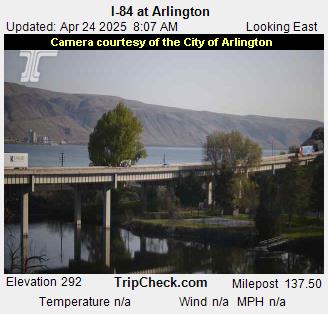 I-84 at Arlington
Updated: Apr 24 2025 8:07 AM Looking East
Camera courtesy of the City of Arlington
Elevation 292 TripCheck.com Milepost 137.50
Temperature n/a Wind n/a MPH n/a